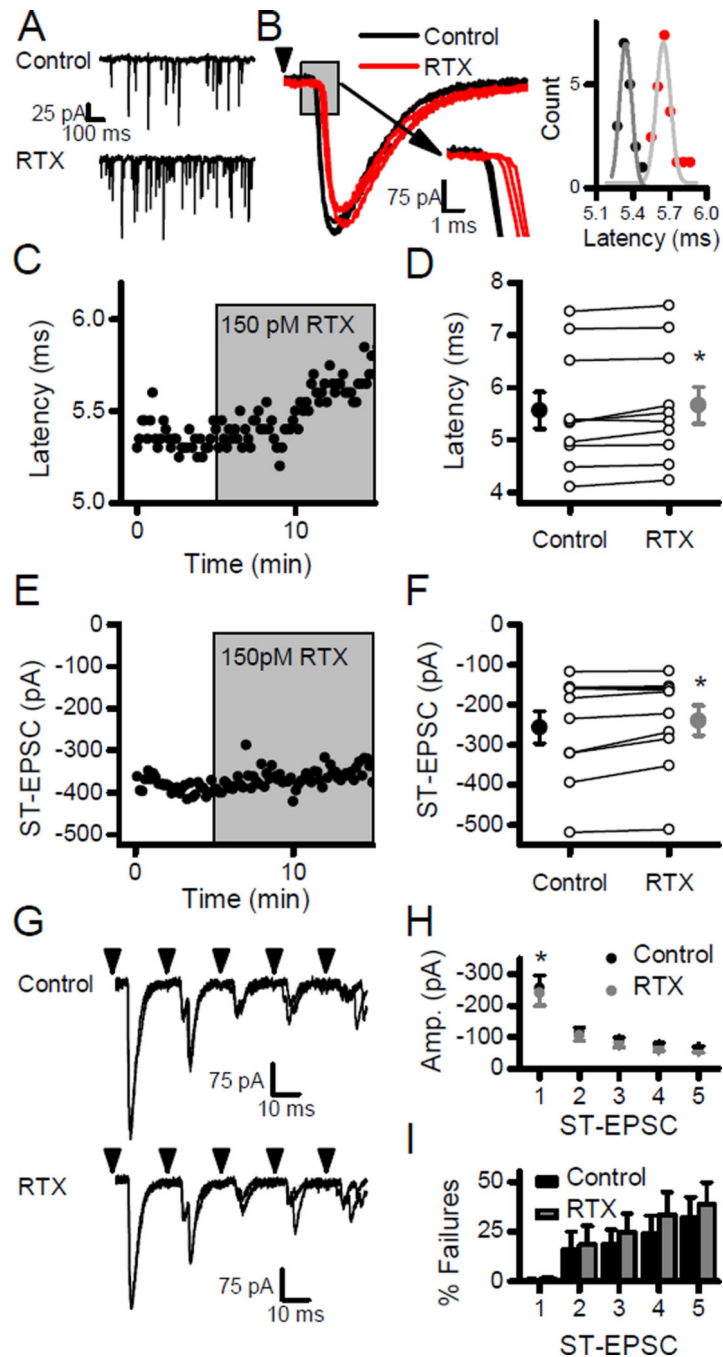 A
Control
25 pA
100 ms
RTX
B
Control
RTX
75 pA
1 ms
Count
5
0
5.1 5.4 5.7 6.0
Latency (ms)
C
Latency (ms)
6.0
5.5
5.0
150 pM RTX
0 10
Time (min)
D
Latency (ms)
8
7
6
5
4
*
Control RTX
E
ST-EPSC (pA)
0
-100
-200
-300
-400
-500
150pM RTX
0 10
Time (min)
F
ST-EPSC (pA)
0
-100
-200
-300
-400
-500
*
Control RTX
G
Control
75 pA
10 ms
RTX
75 pA
10 ms
H
Amp. (pA)
-300
-200
-100
0
*
Control
RTX
1 2 3 4 5
ST-EPSC
I
% Failures
50
25
0
Control
RTX
1 2 3 4 5
ST-EPSC